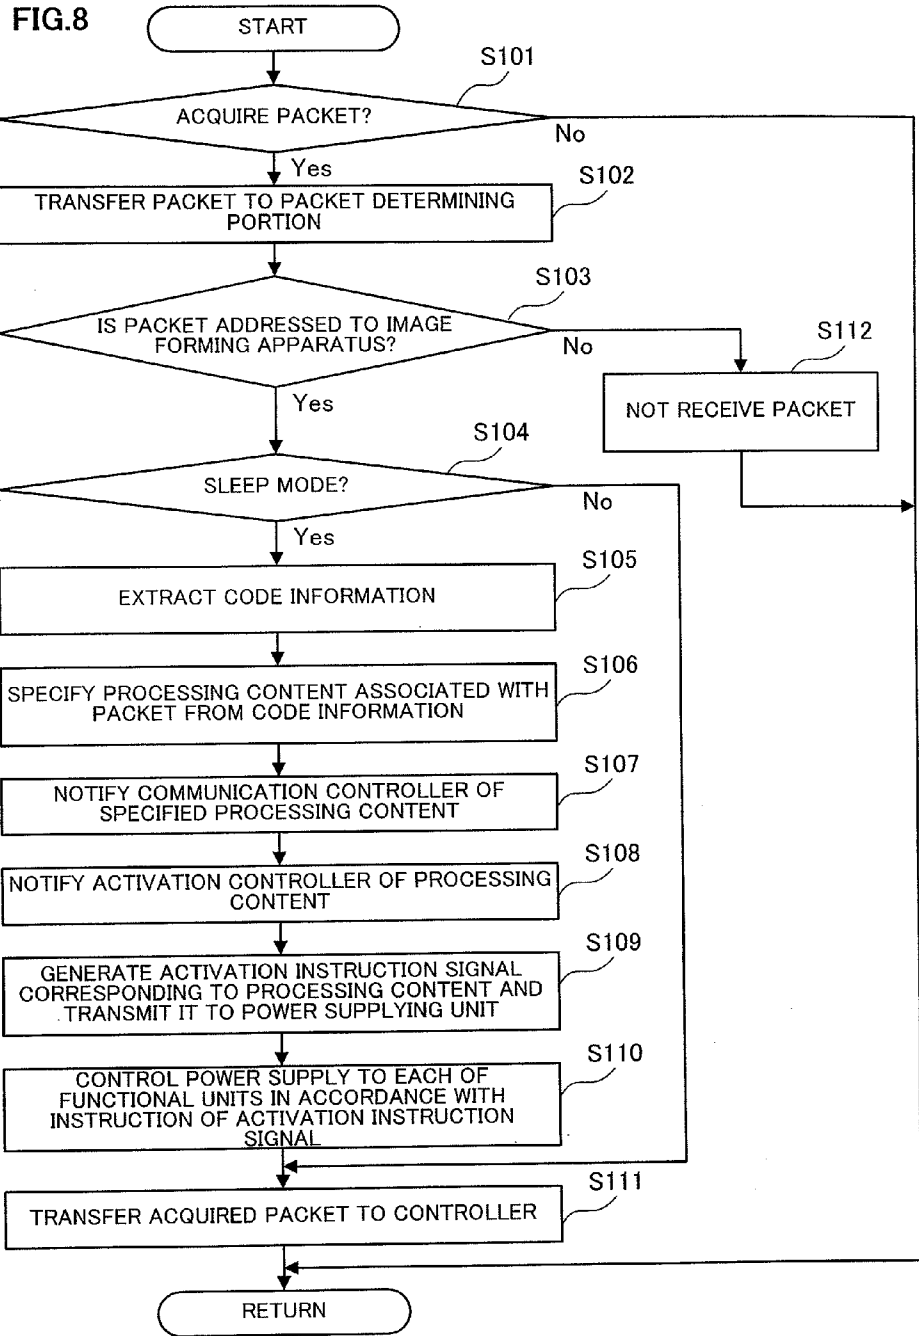 FIG.8
START
S101
ACQUIRE PACKET?
No
Yes
S102
TRANSFER PACKET TO PACKET DETERMINING
PORTION
S103
IS PACKET ADDRESSED TO IMAGE
FORMING APPARATUS?
No
Yes
S112
NOT RECEIVE PACKET
S104
SLEEP MODE?
No
Yes
S105
EXTRACT CODE INFORMATION
S106
SPECIFY PROCESSING CONTENT ASSOCIATED WITH
PACKET FROM CODE INFORMATION
S107
NOTIFY COMMUNICATION CONTROLLER OF
SPECIFIED PROCESSING CONTENT
S108
NOTIFY ACTIVATION CONTROLLER OF PROCESSING
CONTENT
S109
GENERATE ACTIVATION INSTRUCTION SIGNAL
CORRESPONDING TO PROCESSING CONTENT AND
TRANSMIT IT TO POWER SUPPLYING UNIT
S110
CONTROL POWER SUPPLY TO EACH OF
FUNCTIONAL UNITS IN ACCORDANCE WITH
INSTRUCTION OF ACTIVATION INSTRUCTION
SIGNAL
S111
TRANSFER ACQUIRED PACKET TO CONTROLLER
RETURN